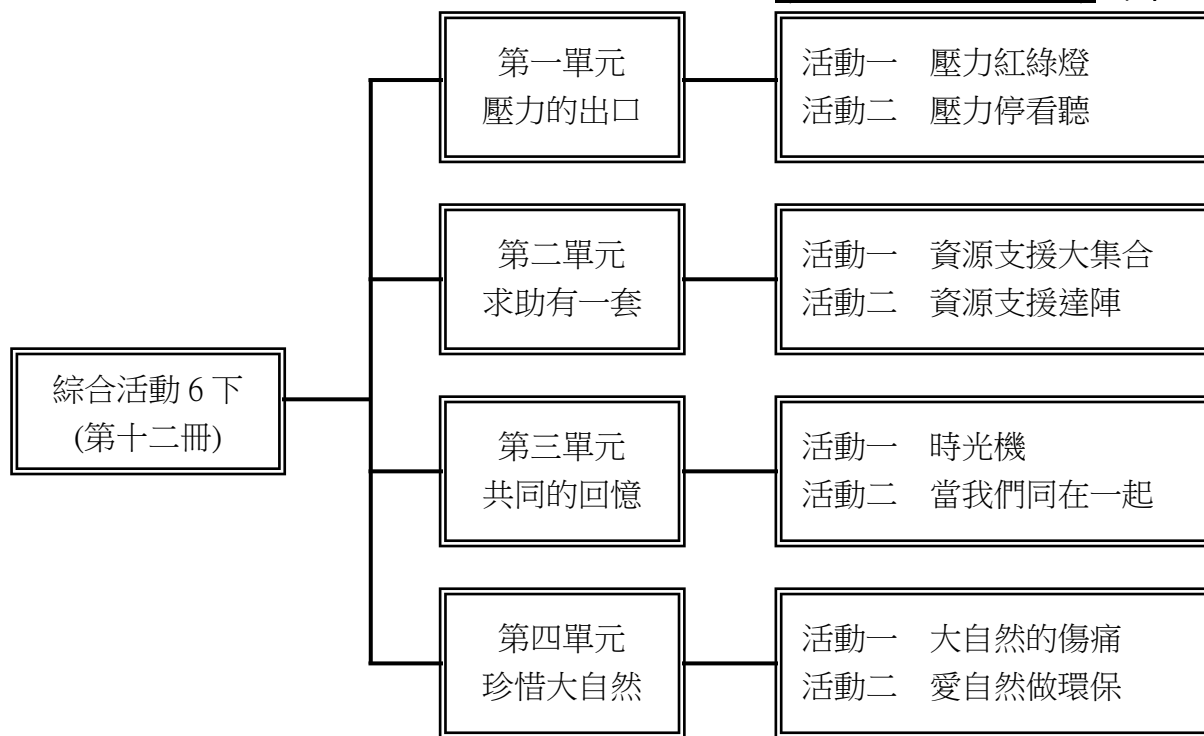 第一單元
壓力的出口
活動一　壓力紅綠燈
活動二　壓力停看聽
第二單元
求助有一套
活動一　資源支援大集合
活動二　資源支援達陣
綜合活動 6 下
(第十二冊)
第三單元
共同的回憶
活動一　時光機
活動二　當我們同在一起
第四單元
珍惜大自然
活動一　大自然的傷痛
活動二　愛自然做環保